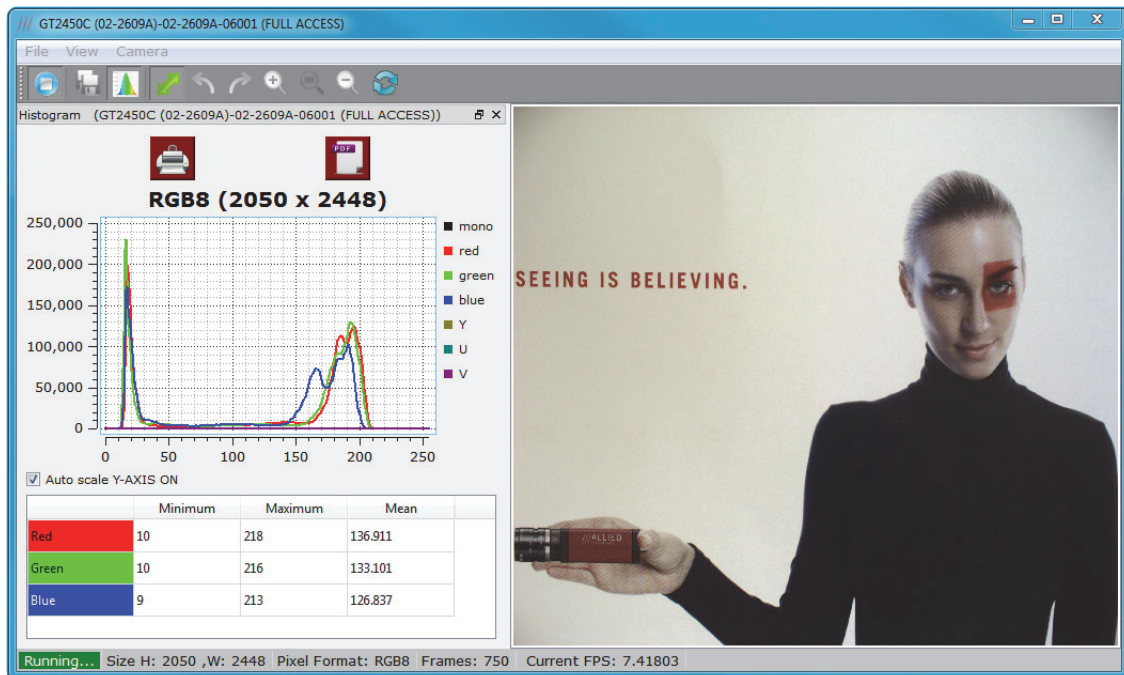 /// GT2450C (02-2609A)-02-2609A-06001 (FULL ACCESS)
File View Camera
Histogram (GT2450C (02-2609A)-02-2609A-06001 (FULL ACCESS))
PDF
RGB8 (2050 x 2448)
250,000
200,000
150,000
100,000
50,000
0
0 50 100 150 200 250
mono
red
green
blue
Y
U
V
Auto scale Y-AXIS ON
Minimum Maximum Mean
Red 10 218 136.911
Green 10 216 133.101
Blue 9 213 126.837
SEEING IS BELIEVING.
///ALLIED
Running... Size H: 2050 ,W: 2448 Pixel Format: RGB8 Frames: 750 Current FPS: 7.41803